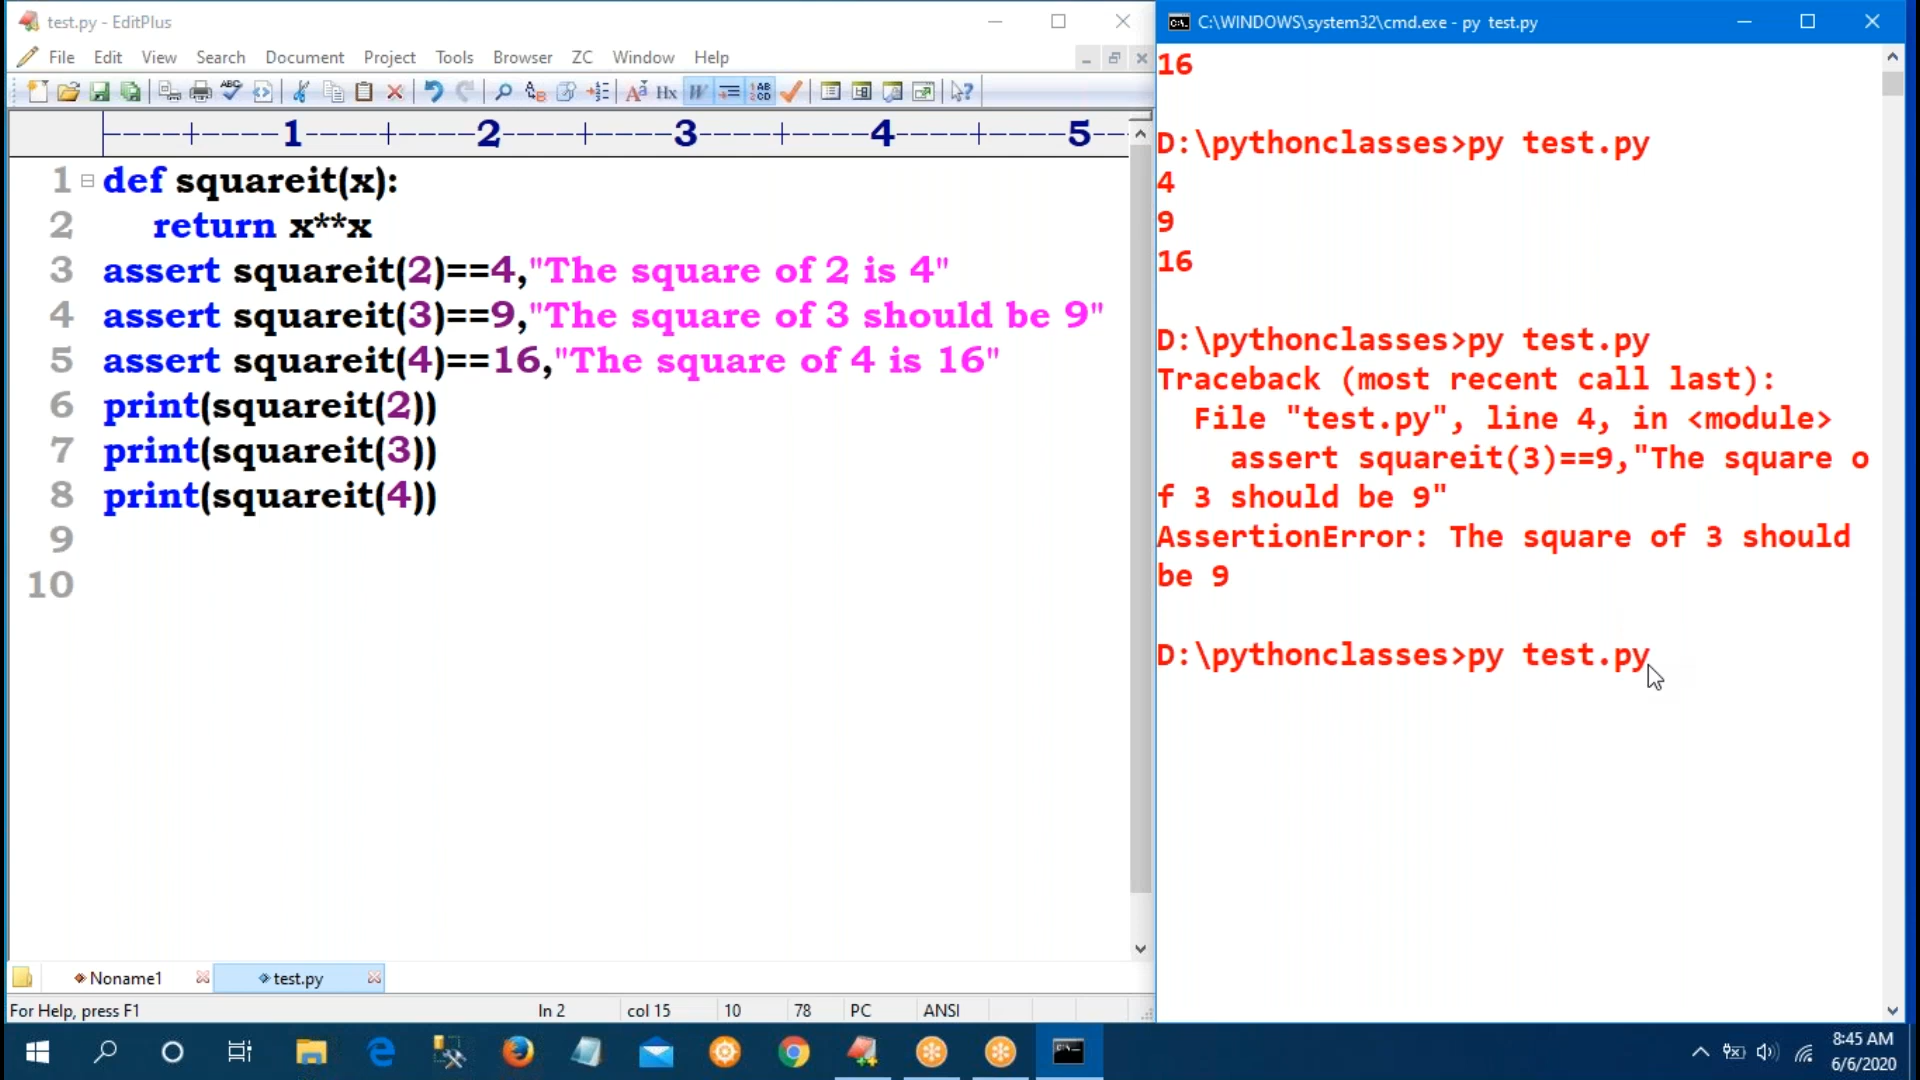 test.py - EditPlus
File Edit View Search Document Project Tools Browser ZC Window Help
----+----1----+----2----+----3----+----4----+----5--
1 def squareit(x):
2 return x**x
3 assert squareit(2)==4,"The square of 2 is 4"
4 assert squareit(3)==9,"The square of 3 should be 9"
5 assert squareit(4)==16,"The square of 4 is 16"
6 print(squareit(2))
7 print(squareit(3))
8 print(squareit(4))
9
10
Noname1 test.py
For Help, press F1 ln 2 col 15 10 78 PC ANSI
C:\WINDOWS\system32\cmd.exe - py test.py
16
D:\pythonclasses>py test.py
4
9
16
D:\pythonclasses>py test.py
Traceback (most recent call last):
File "test.py", line 4, in <module>
assert squareit(3)==9,"The square o
f 3 should be 9"
AssertionError: The square of 3 should
be 9
D:\pythonclasses>py test.py
8:45 AM
6/6/2020